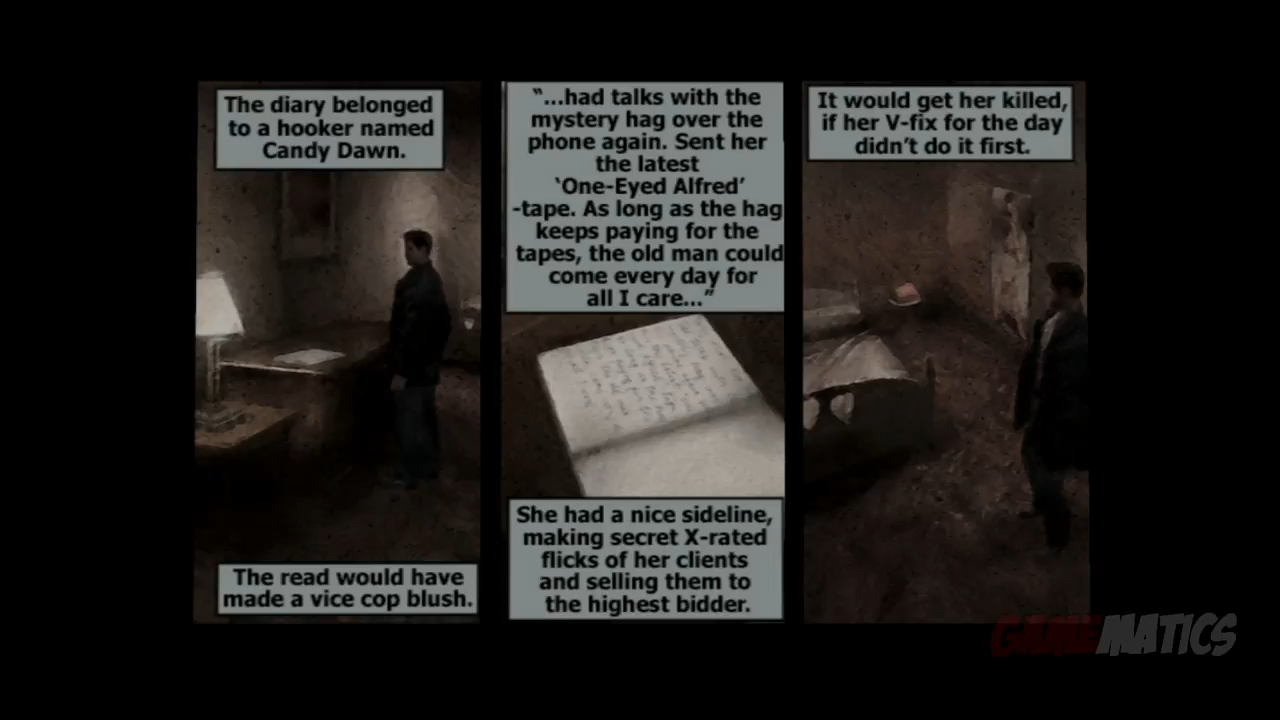 The diary belonged
to a hooker named
Candy Dawn.
The read would have
made a vice cop blush.
“...had talks with the
mystery hag over the
phone again. Sent her
the latest
‘One-Eyed Alfred’
-tape. As long as the hag
keeps paying for the
tapes, the old man could
come every day for
all I care...”
She had a nice sideline,
making secret X-rated
flicks of her clients
and selling them to
the highest bidder.
It would get her killed,
if her V-fix for the day
didn’t do it first.
GAMEMATICS